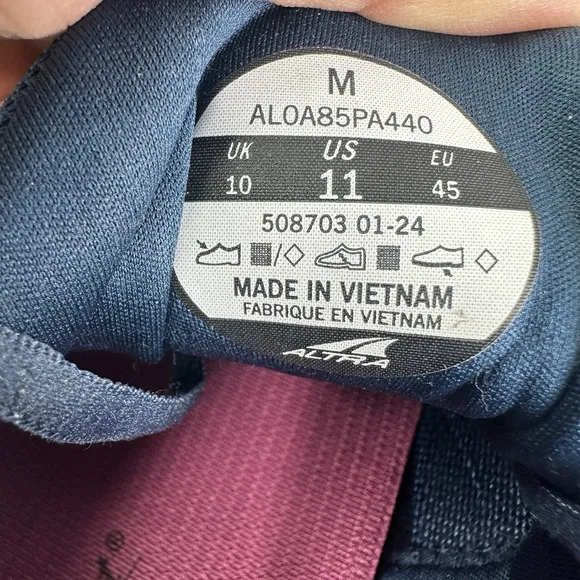 M
AL0A85PA440
UK US EU
10 11 45
508703 01-24
MADE IN VIETNAM
FABRIQUE EN VIETNAM
ALTRA
®